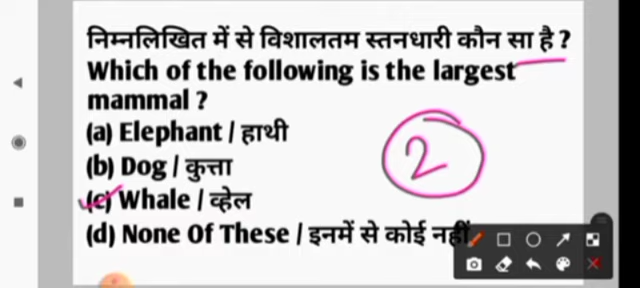 निम्नलिखित में से विशालतम स्तनधारी कौन सा है ?
Which of the following is the largest
mammal ?
(a) Elephant / हाथी
(b) Dog / कुत्ता
(c) Whale / व्हेल
(d) None Of These / इनमें से कोई नहीं
2